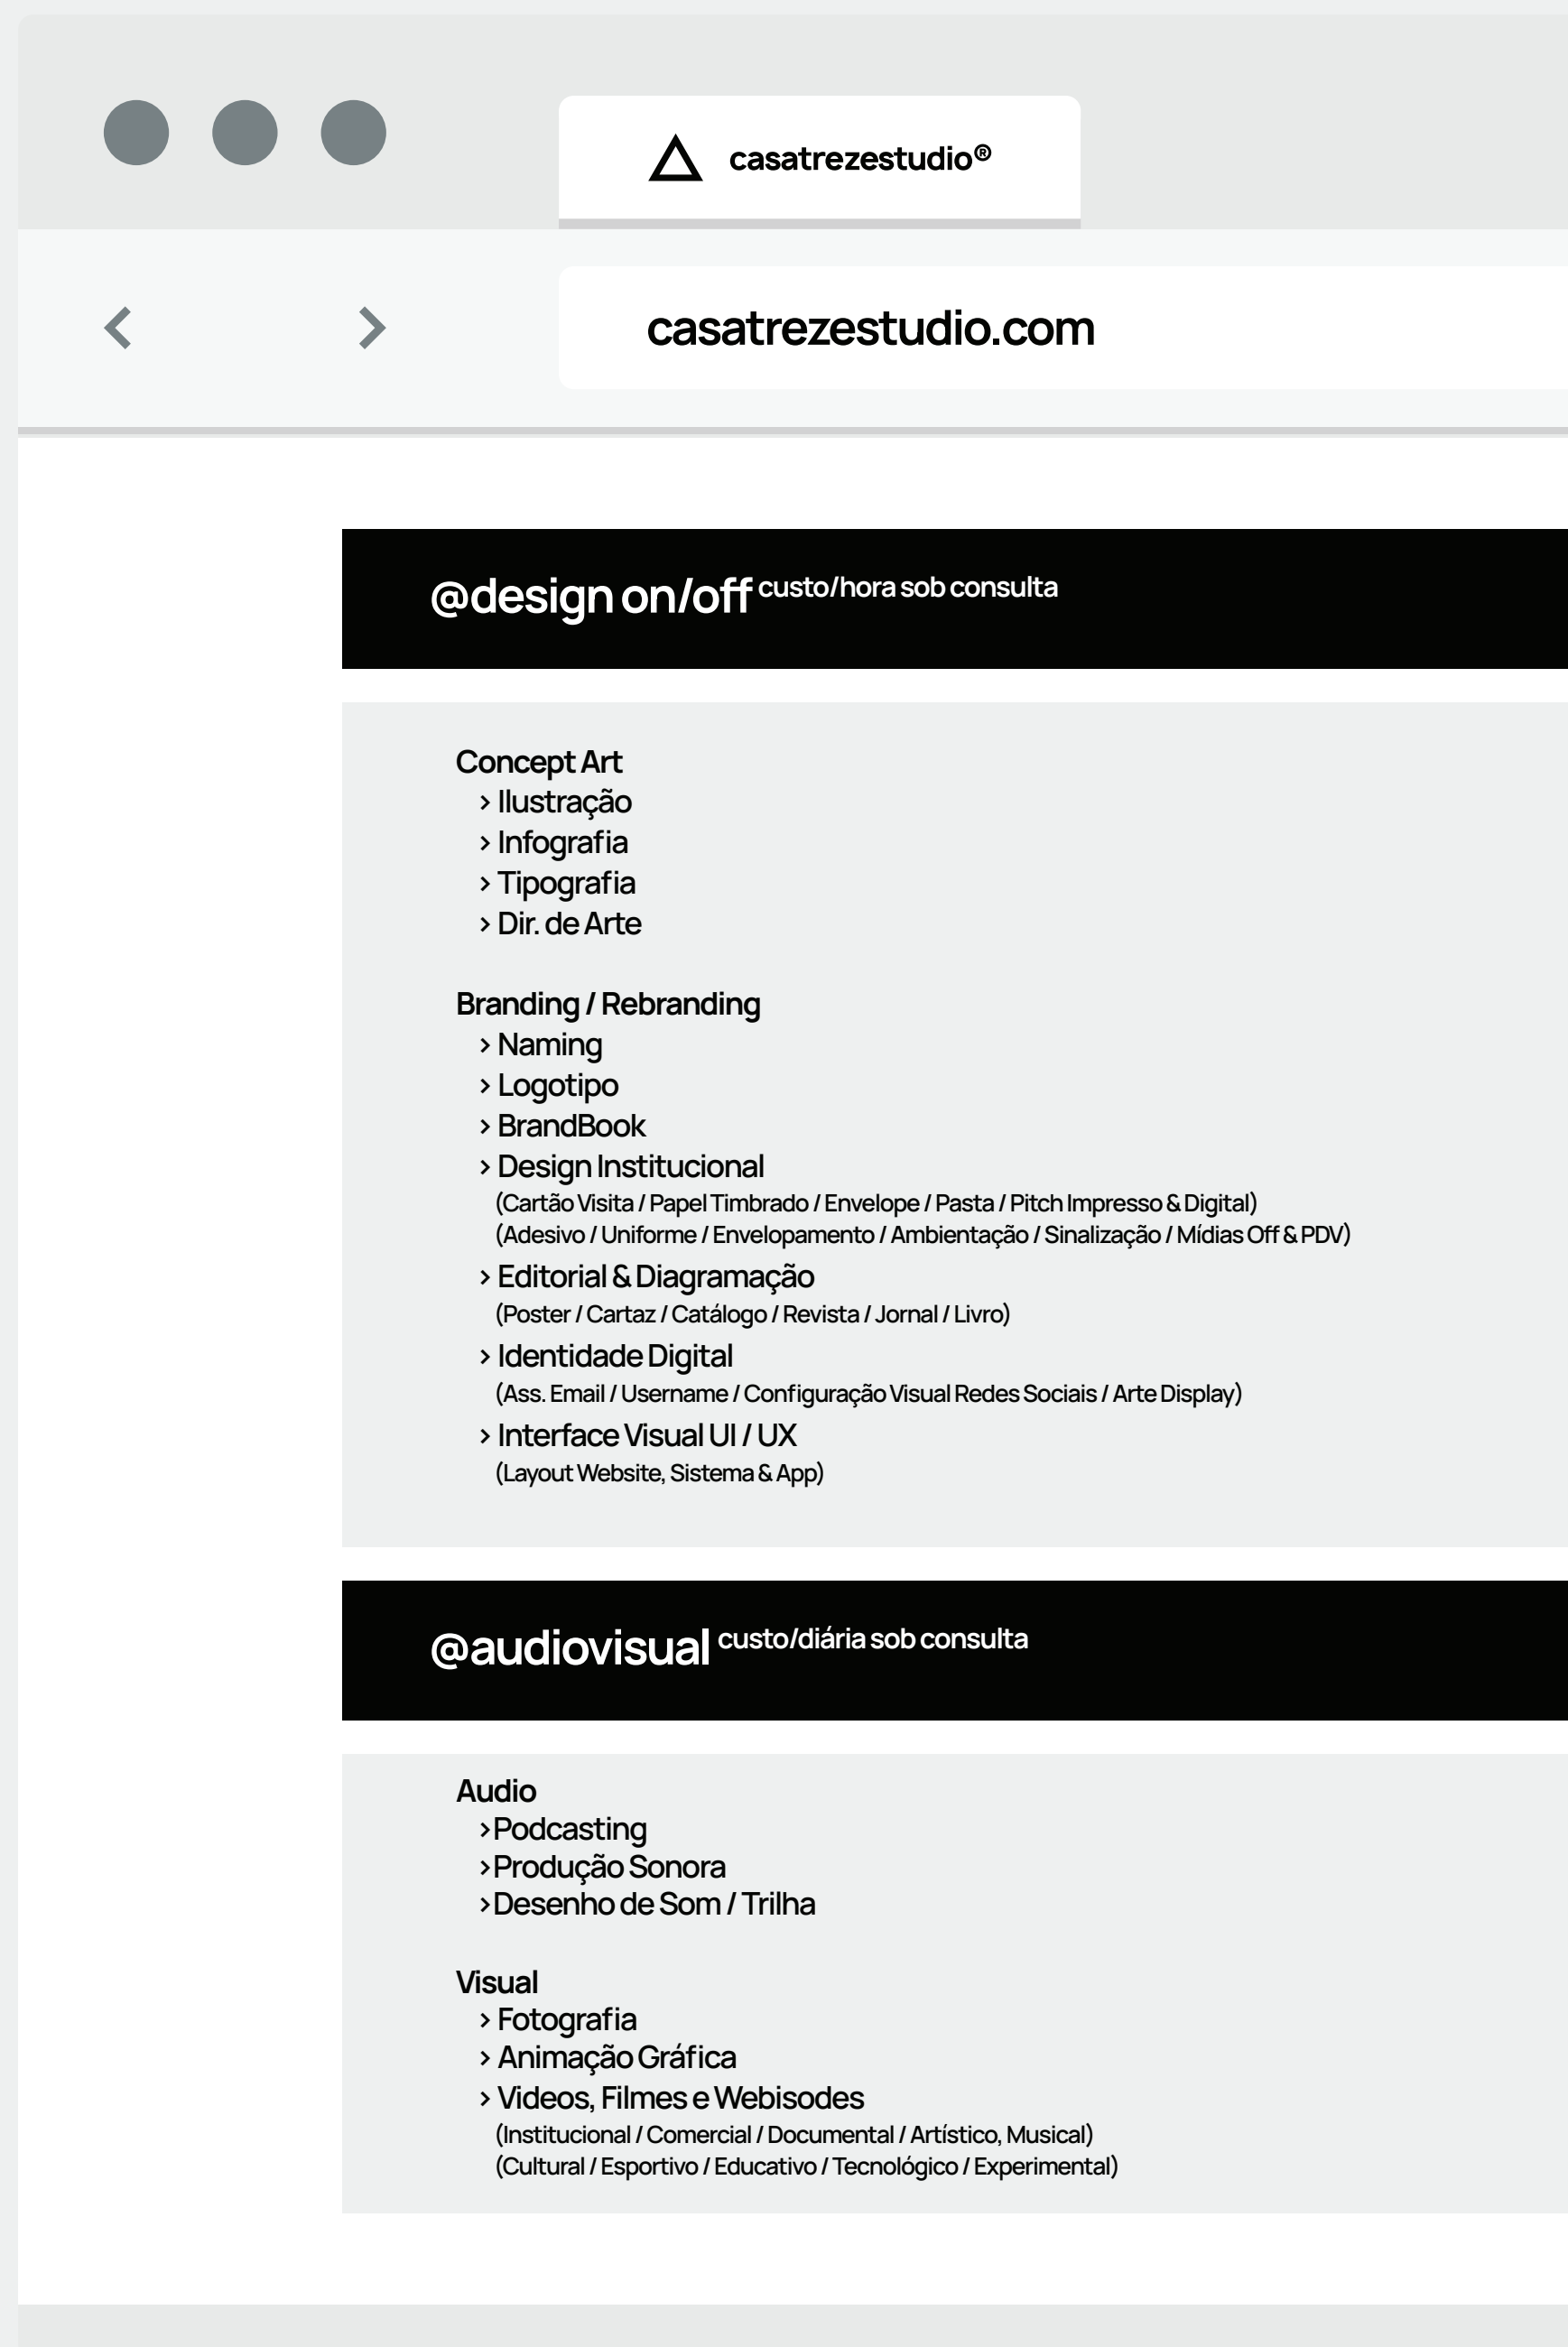 casatrezestudio®
casatrezestudio.com
@design on/off custo/hora sob consulta
Concept Art
> Ilustração
> Infografia
> Tipografia
> Dir. de Arte
Branding / Rebranding
> Naming
> Logotipo
> BrandBook
> Design Institucional
(Cartão Visita / Papel Timbrado / Envelope / Pasta / Pitch Impresso & Digital)
(Adesivo / Uniforme / Envelopamento / Ambientação / Sinalização / Mídias Off & PDV)
> Editorial & Diagramação
(Poster / Cartaz / Catálogo / Revista / Jornal / Livro)
> Identidade Digital
(Ass. Email / Username / Configuração Visual Redes Sociais / Arte Display)
> Interface Visual UI / UX
(Layout Website, Sistema & App)
@audiovisual custo/diária sob consulta
Audio
>Podcasting
>Produção Sonora
>Desenho de Som / Trilha
Visual
> Fotografia
> Animação Gráfica
> Videos, Filmes e Webisodes
(Institucional / Comercial / Documental / Artístico, Musical)
(Cultural / Esportivo / Educativo / Tecnológico / Experimental)